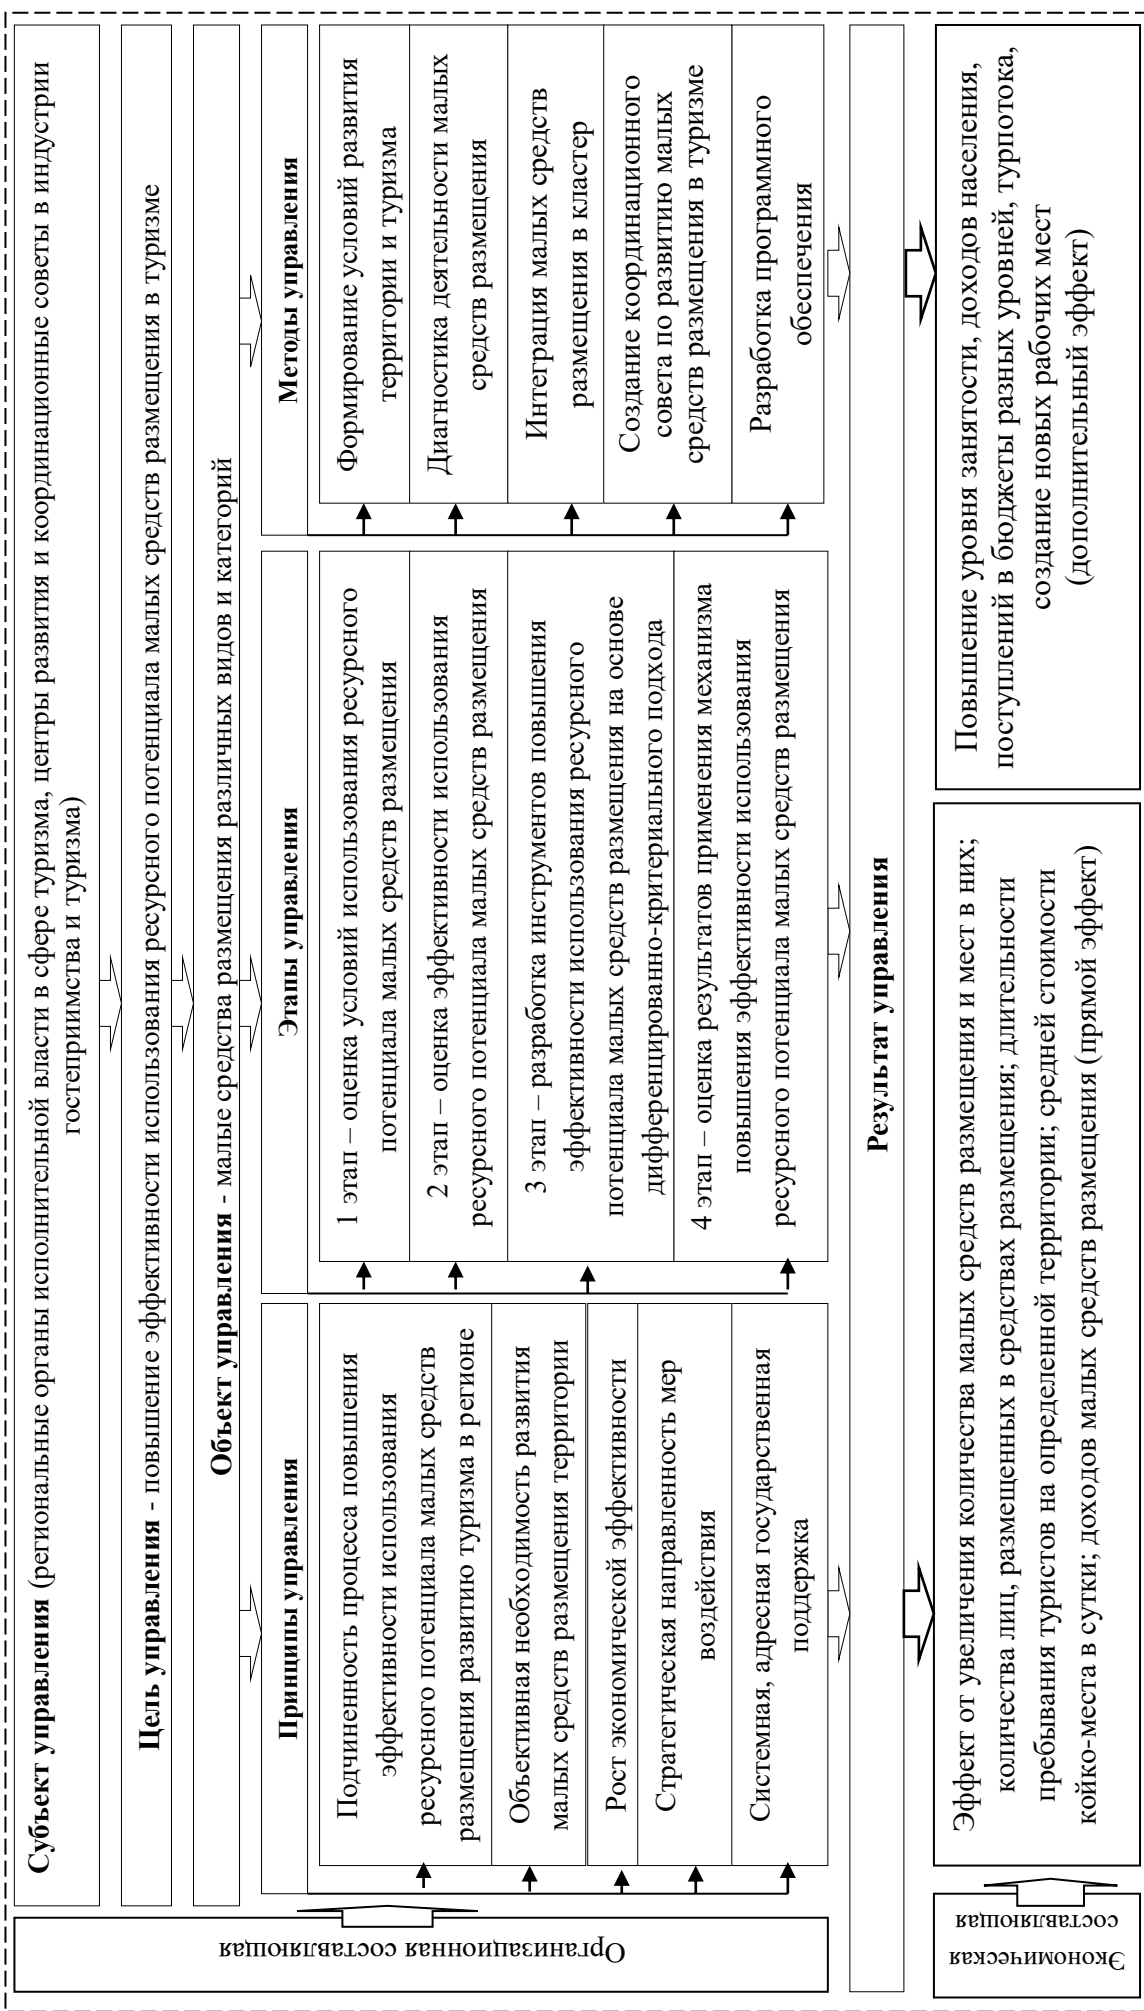 Субъект управления (региональные органы исполнительной власти в сфере туризма, центры развития и координационные советы в индустрии
гостеприимства и туризма)
Цель управления - повышение эффективности использования ресурсного потенциала малых средств размещения в туризме
Объект управления - малые средства размещения различных видов и категорий
Организационная составляющая
Принципы управления
Подчиненность процесса повышения
эффективности использования
ресурсного потенциала малых средств
размещения развитию туризма в регионе
Объективная необходимость развития
малых средств размещения территории
Рост экономической эффективности
Стратегическая направленность мер
воздействия
Системная, адресная государственная
поддержка
Этапы управления
1 этап – оценка условий использования ресурсного
потенциала малых средств размещения
2 этап – оценка эффективности использования
ресурсного потенциала малых средств размещения
3 этап – разработка инструментов повышения
эффективности использования ресурсного
потенциала малых средств размещения на основе
дифференцированно-критериального подхода
4 этап – оценка результатов применения механизма
повышения эффективности использования
ресурсного потенциала малых средств размещения
Методы управления
Формирование условий развития
территории и туризма
Диагностика деятельности малых
средств размещения
Интеграция малых средств
размещения в кластер
Создание координационного
совета по развитию малых
средств размещения в туризме
Разработка программного
обеспечения
Результат управления
Экономическая
составляющая
Эффект от увеличения количества малых средств размещения и мест в них;
количества лиц, размещенных в средствах размещения; длительности
пребывания туристов на определенной территории; средней стоимости
койко-места в сутки; доходов малых средств размещения (прямой эффект)
Повышение уровня занятости, доходов населения,
поступлений в бюджеты разных уровней, турпотока,
создание новых рабочих мест
(дополнительный эффект)